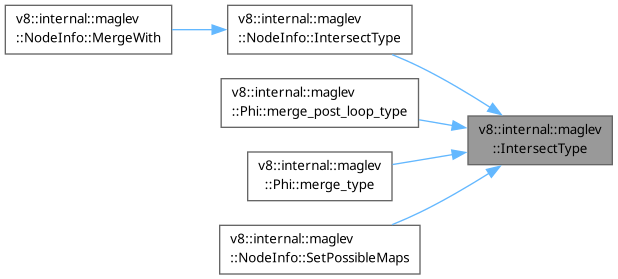 v8::internal::maglev
::NodeInfo::MergeWith
v8::internal::maglev
::NodeInfo::IntersectType
v8::internal::maglev
::Phi::merge_post_loop_type
v8::internal::maglev
::IntersectType
v8::internal::maglev
::Phi::merge_type
v8::internal::maglev
::NodeInfo::SetPossibleMaps